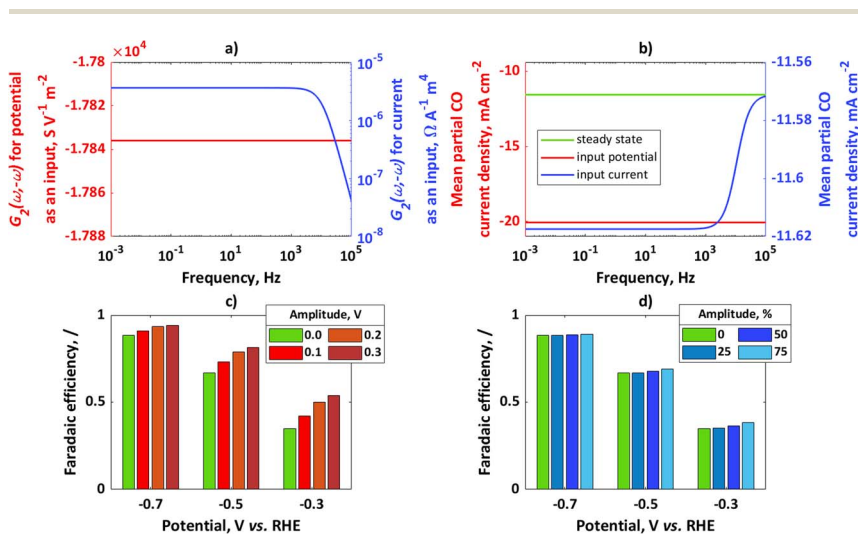 a)
×10⁴
-1.78
-1.782
-1.784
-1.786
-1.788
G₂(ω,-ω) for potential
as an input, S V⁻¹ m⁻²
10⁻⁵
10⁻⁶
10⁻⁷
10⁻⁸
G₂(ω,-ω) for current
as an input, Ω A⁻¹ m⁴
10⁻³ 10⁻¹ 10¹ 10³ 10⁵
Frequency, Hz
b)
-10
-15
-20
Mean partial CO
current density, mA cm⁻²
steady state
input potential
input current
-11.56
-11.58
-11.6
-11.62
Mean partial CO
current density, mA cm⁻²
10⁻³ 10⁻¹ 10¹ 10³ 10⁵
Frequency, Hz
c)
1
0.5
0
Faradaic efficiency, /
Amplitude, V
0.0 0.2
0.1 0.3
-0.7 -0.5 -0.3
Potential, V vs. RHE
d)
1
0.5
0
Faradaic efficiency, /
Amplitude, %
0 50
25 75
-0.7 -0.5 -0.3
Potential, V vs. RHE